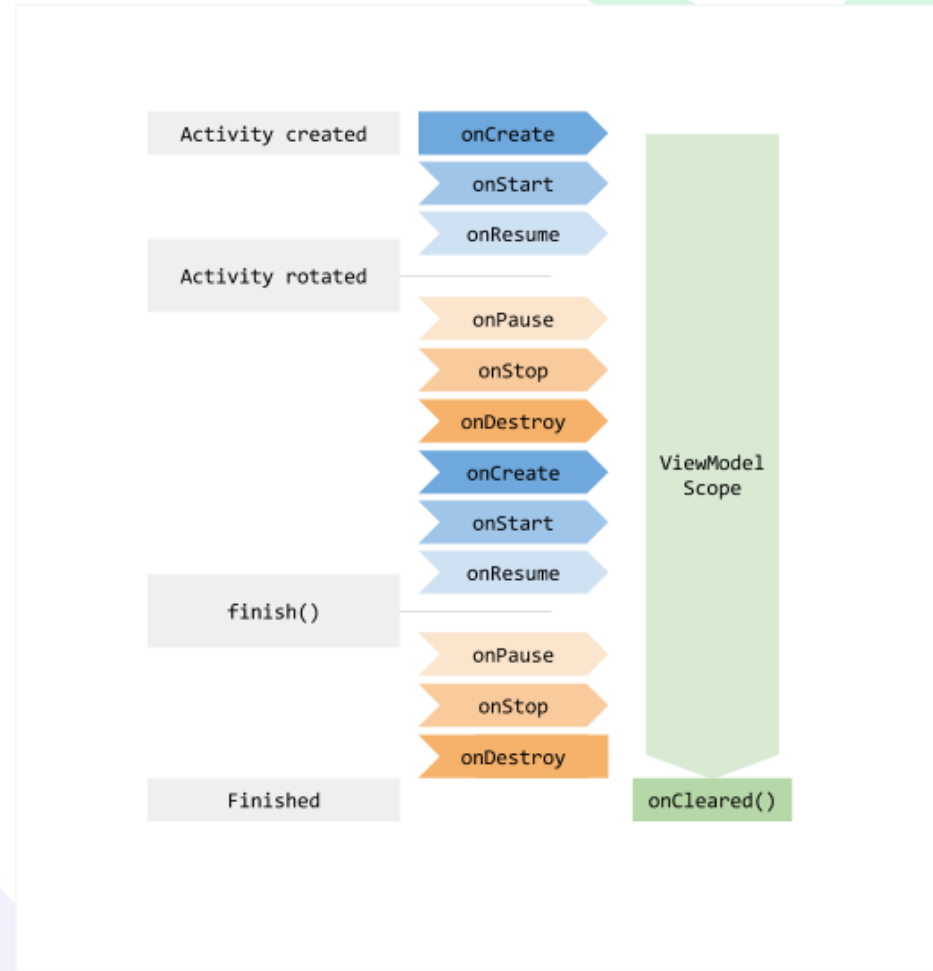 Activity created
onCreate
onStart
onResume
Activity rotated
onPause
onStop
onDestroy
onCreate
ViewModel
Scope
onStart
onResume
finish()
onPause
onStop
onDestroy
Finished
onCleared()